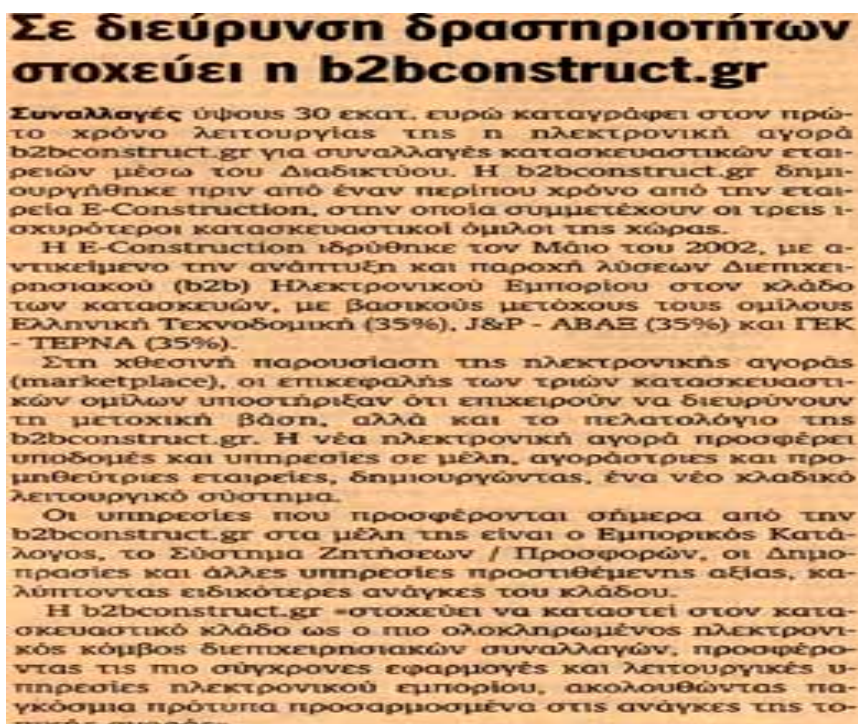 Σε διεύρυνση δραστηριοτήτων
στοχεύει η b2bconstruct.gr
Συναλλαγές ύψους 30 εκατ. ευρώ καταγράφει στον πρώ-
το χρόνο λειτουργίας της η ηλεκτρονική αγορά
b2bconstruct.gr για συναλλαγές κατασκευαστικών εται-
ρειών μέσω του Διαδικτύου. Η b2bconstruct.gr δημι-
ουργήθηκε πριν από έναν περίπου χρόνο από την εται-
ρεία E-Construction, στην οποία συμμετέχουν οι τρεις ι-
σχυρότεροι κατασκευαστικοί όμιλοι της χώρας.
Η E-Construction ιδρύθηκε τον Μάιο του 2002, με α-
ντικείμενο την ανάπτυξη και παροχή λύσεων Διεπιχει-
ρησιακού (b2b) Ηλεκτρονικού Εμπορίου στον κλάδο
των κατασκευών, με βασικούς μετόχους τους ομίλους
Ελληνική Τεχνοδομική (35%), J&P - ΑΒΑΞ (35%) και ΓΕΚ
- ΤΕΡΝΑ (35%).
Στη χθεσινή παρουσίαση της ηλεκτρονικής αγοράς
(marketplace), οι επικεφαλής των τριών κατασκευαστι-
κών ομίλων υποστήριξαν ότι επιχειρούν να διευρύνουν
τη μετοχική βάση, αλλά και το πελατολόγιο της
b2bconstruct.gr. Η νέα ηλεκτρονική αγορά προσφέρει
υποδομές και υπηρεσίες σε μέλη, αγοράστριες και προ-
μηθεύτριες εταιρείες, δημιουργώντας, ένα νέο κλαδικό
λειτουργικό σύστημα.
Οι υπηρεσίες που προσφέρονται σήμερα από την
b2bconstruct.gr στα μέλη της είναι ο Εμπορικός Κατά-
λογος, το Σύστημα Ζητήσεων / Προσφορών, οι Δημο-
πρασίες και άλλες υπηρεσίες προστιθέμενης αξίας, κα-
λύπτοντας ειδικότερες ανάγκες του κλάδου.
Η b2bconstruct.gr «στοχεύει να καταστεί στον κατα-
σκευαστικό κλάδο ως ο πιο ολοκληρωμένος ηλεκτρονι-
κός κόμβος διεπιχειρησιακών συναλλαγών, προσφέρο-
ντας τις πιο σύγχρονες εφαρμογές και λειτουργικές υ-
πηρεσίες ηλεκτρονικού εμπορίου, ακολουθώντας πα-
γκόσμια πρότυπα προσαρμοσμένα στις ανάγκες της το-